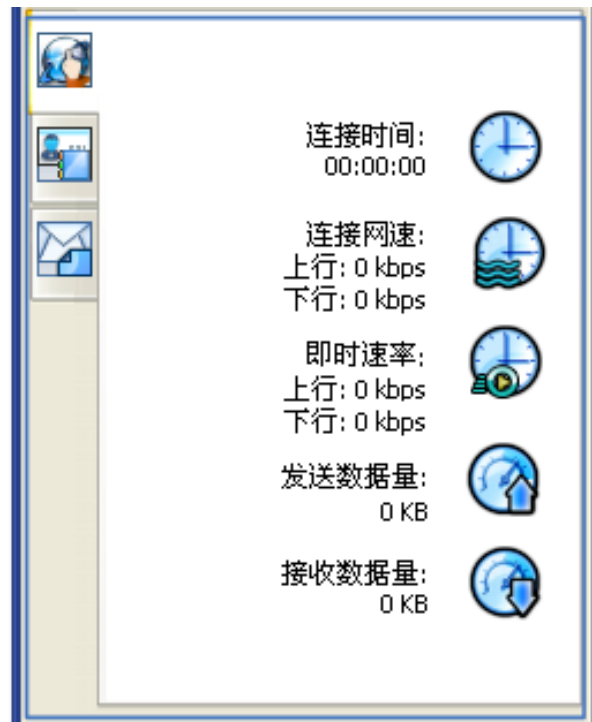 连接时间:
00:00:00
连接网速:
上行: 0 kbps
下行: 0 kbps
即时速率:
上行: 0 kbps
下行: 0 kbps
发送数据量:
0 KB
接收数据量:
0 KB